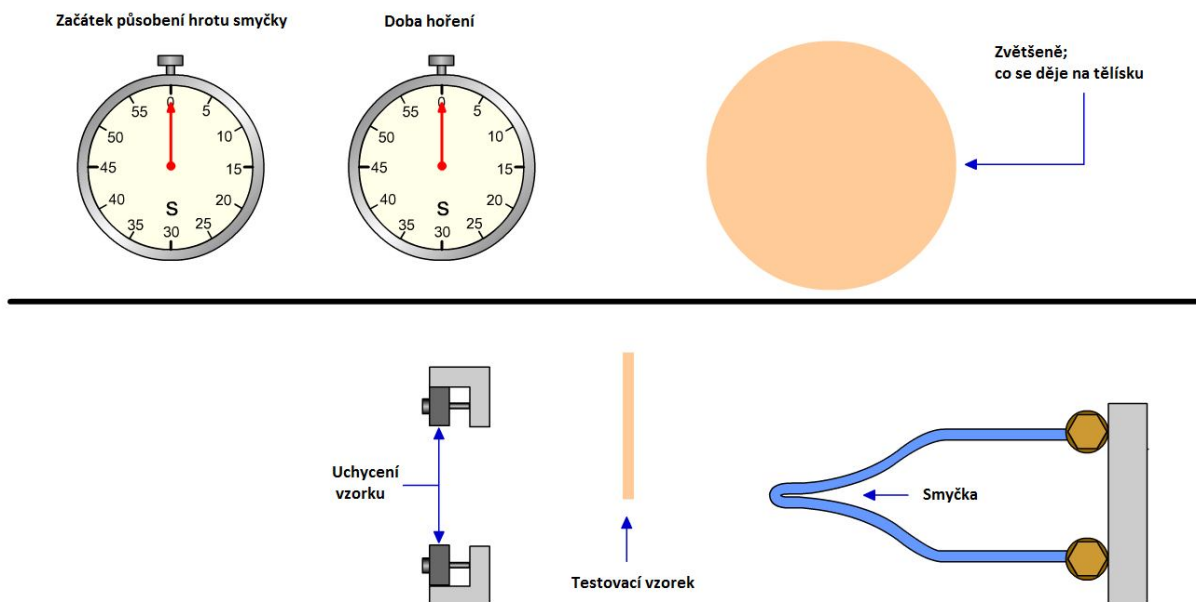 Začátek působení hrotu smyčky
Doba hoření
Zvětšeně;
co se děje na tělísku
0
5
10
15
20
25
30
35
40
45
50
55
S
0
5
10
15
20
25
30
35
40
45
50
55
S
Uchycení
vzorku
Smyčka
Testovací vzorek